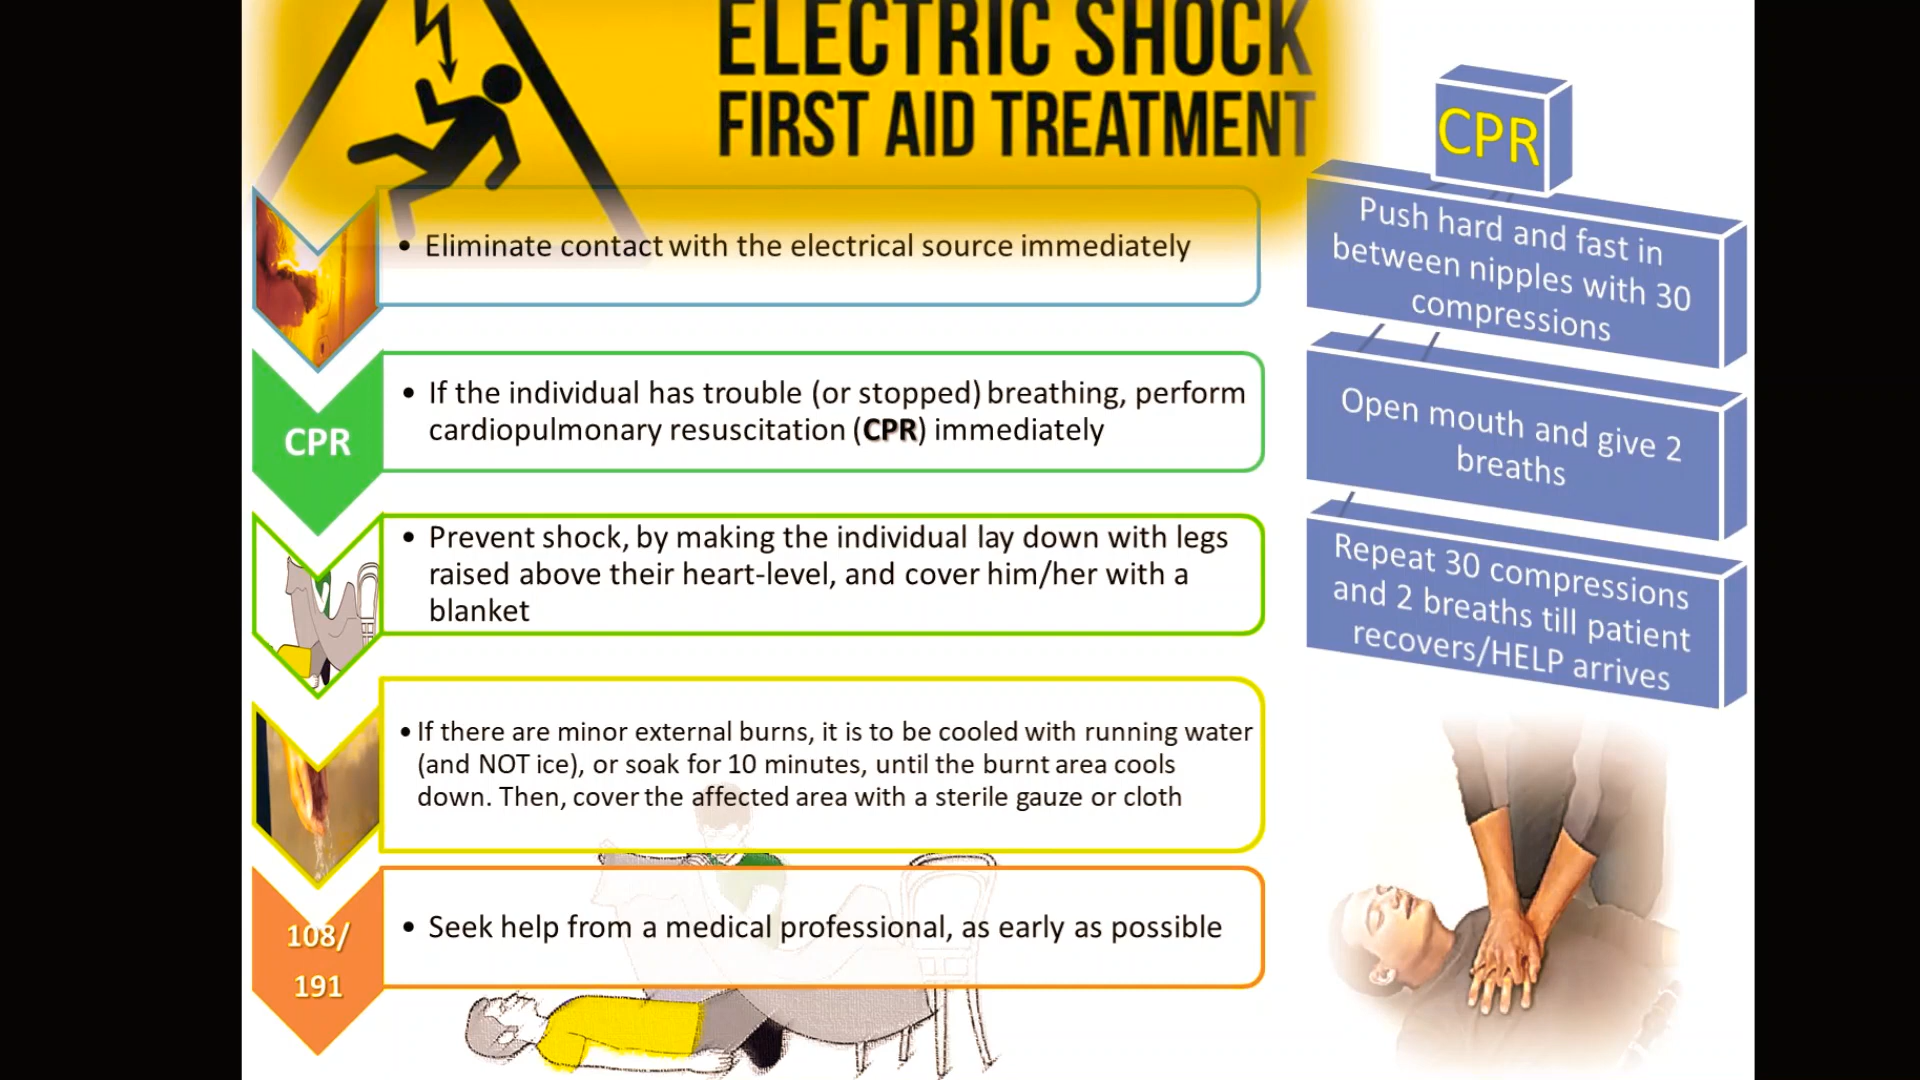 ELECTRIC SHOCK
FIRST AID TREATMENT
• Eliminate contact with the electrical source immediately
CPR
• If the individual has trouble (or stopped) breathing, perform
cardiopulmonary resuscitation (CPR) immediately
• Prevent shock, by making the individual lay down with legs
raised above their heart-level, and cover him/her with a
blanket
• If there are minor external burns, it is to be cooled with running water
(and NOT ice), or soak for 10 minutes, until the burnt area cools
down. Then, cover the affected area with a sterile gauze or cloth
108/
191
• Seek help from a medical professional, as early as possible
CPR
Push hard and fast in
between nipples with 30
compressions
Open mouth and give 2
breaths
Repeat 30 compressions
and 2 breaths till patient
recovers/HELP arrives